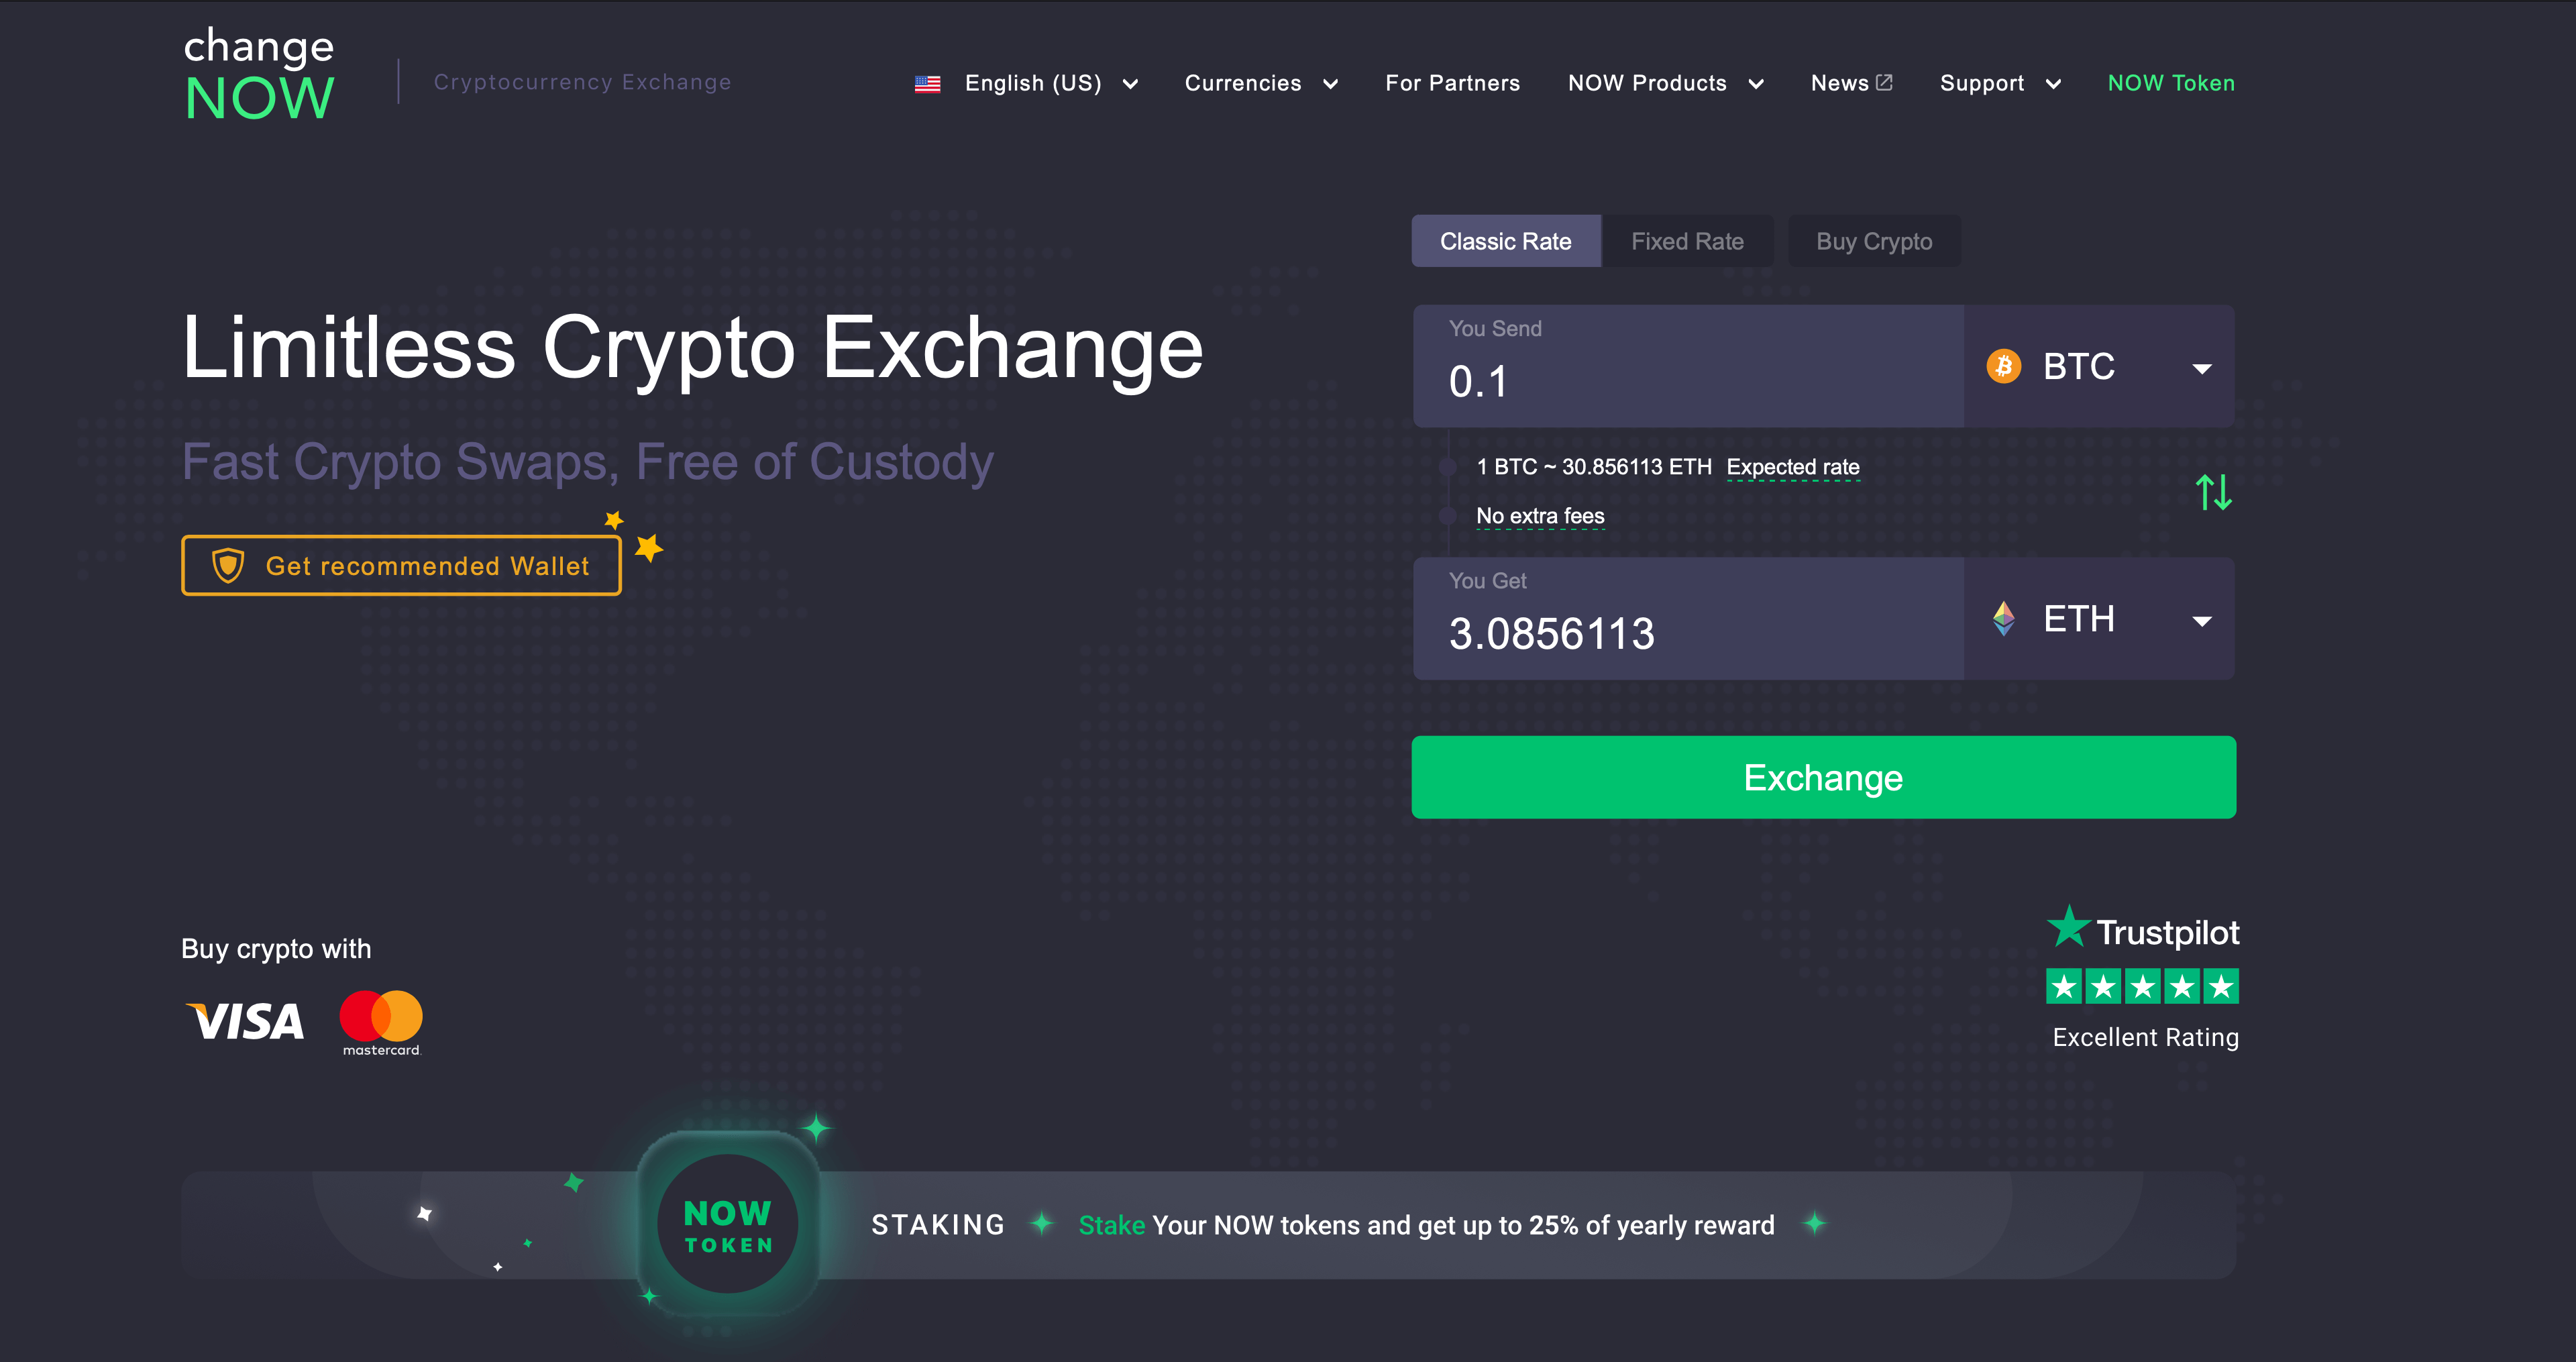 change
NOW
Cryptocurrency Exchange
English (US)
Currencies
For Partners
NOW Products
News
Support
NOW Token
Classic Rate
Fixed Rate
Buy Crypto
Limitless Crypto Exchange
Fast Crypto Swaps, Free of Custody
Get recommended Wallet
You Send
0.1
BTC
1 BTC ~ 30.856113 ETH Expected rate
No extra fees
You Get
3.0856113
ETH
Exchange
Buy crypto with
VISA
mastercard.
Trustpilot
Excellent Rating
NOW
TOKEN
STAKING Stake Your NOW tokens and get up to 25% of yearly reward